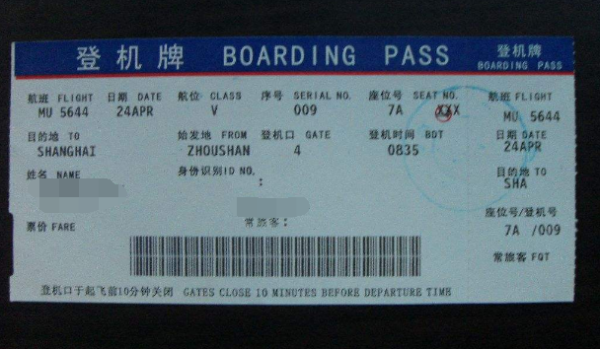 登机牌 BOARDING PASS
登机牌
BOARDING PASS
航班 FLIGHT 日期 DATE 舱位 CLASS 序号 SERIAL NO. 座位号 SEAT NO.
MU 5644 24APR V 009 7A XXX
目的地 TO 始发地 FROM 登机口 GATE 登机时间 BDT
SHANGHAI ZHOUSHAN 4 0835
姓名 NAME 身份识别ID NO.
:
常旅客:
票价 FARE
登机口于起飞前10分钟关闭 GATES CLOSE 10 MINUTES BEFORE DEPARTURE TIME
航班 FLIGHT
MU 5644
日期 DATE
24APR
目的地 TO
SHA
座位号/登机号
7A /009
常旅客 FQT